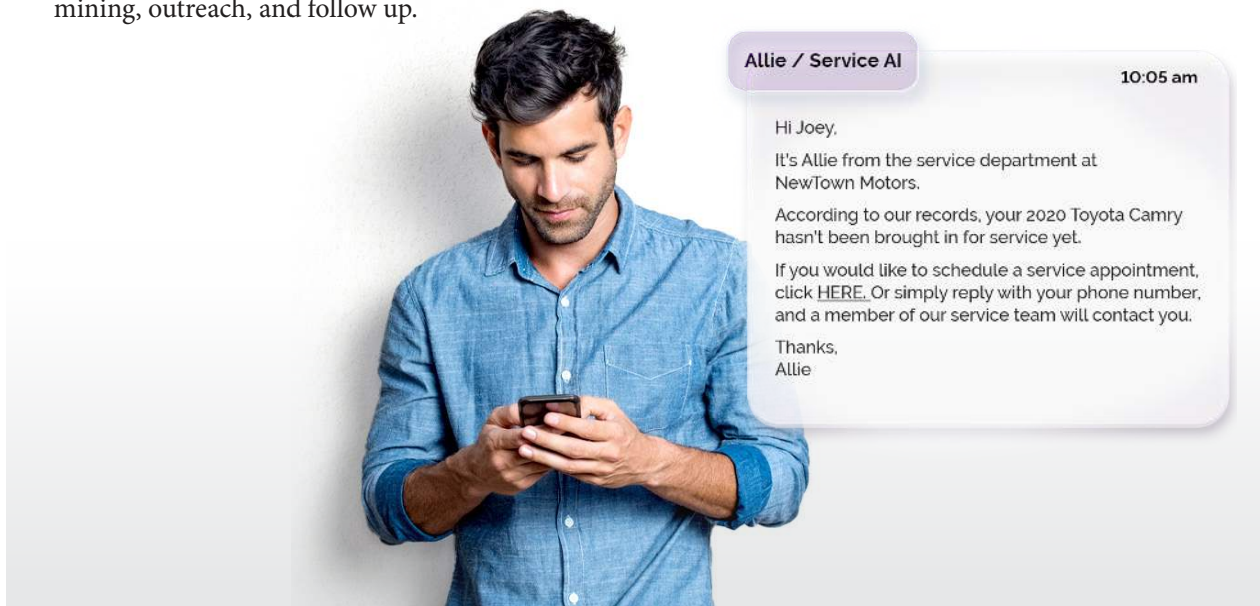 mining, outreach, and follow up.
Allie / Service AI
10:05 am
Hi Joey,
It's Allie from the service department at
NewTown Motors.
According to our records, your 2020 Toyota Camry
hasn't been brought in for service yet.
If you would like to schedule a service appointment,
click HERE. Or simply reply with your phone number,
and a member of our service team will contact you.
Thanks,
Allie